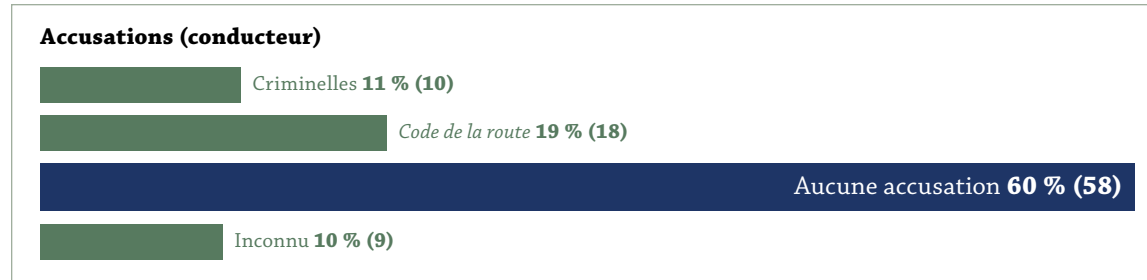 Accusations (conducteur)
Criminelles 11 % (10)
Code de la route 19 % (18)
Aucune accusation 60 % (58)
Inconnu 10 % (9)